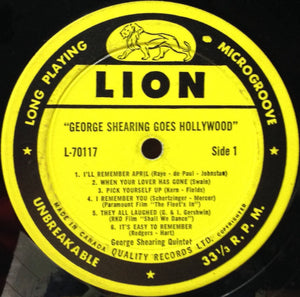 LONG PLAYING
MICROGROOVE
LION
"GEORGE SHEARING GOES HOLLYWOOD"
L-70117 Side 1
1. I'LL REMEMBER APRIL (Raye - de Paul - Johnston)
2. WHEN YOUR LOVER HAS GONE (Swain)
3. PICK YOURSELF UP (Kern - Fields)
4. I REMEMBER YOU (Schertzinger - Mercer)
(Paramount Film "The Fleet's In")
5. THEY ALL LAUGHED (G. & I. Gershwin)
(RKO Film "Shall We Dance")
6. IT'S EASY TO REMEMBER
(Rodgers - Hart)
George Shearing Quintet
UNBREAKABLE
33⅓ R.P.M.
MADE IN CANADA QUALITY RECORDS LTD. COPYRIGHTED